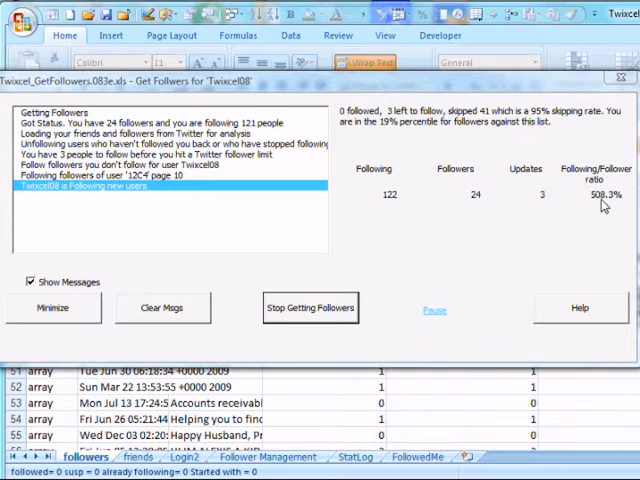 Twixcel
Home Insert Page Layout Formulas Data Review View Developer
Calibri 11 Wrap Text General
Twixcel_GetFollowers.083e.xls - Get Follwers for 'Twixcel08'
Getting Followers
Got Status. You have 24 followers and you are following 121 people
Loading your friends and followers from Twitter for analysis
Unfollowing users who haven't followed you back or who have stopped following
You have 3 people to follow before you hit a Twitter follower limit
Follow followers you don't follow for user Twixcel08
Following followers of user '12C4' page 10
Twixcel08 is Following new users
0 followed, 3 left to follow, skipped 41 which is a 95% skipping rate. You
are in the 19% percentile for followers against this list.
Following Followers Updates Following/Follower
ratio
122 24 3 508.3%
Show Messages
Minimize Clear Msgs Stop Getting Followers Pause Help
51 array Tue Jun 30 06:18:34 +0000 2009 1 1
52 array Sun Mar 22 13:53:55 +0000 2009 1 1
53 array Mon Jul 13 17:24:5 Accounts receivabl 0 0
54 array Fri Jun 26 05:21:44 Helping you to find 1 1
55 array Wed Dec 03 02:20: Happy Husband, Pr 0 0
followers friends Login2 Follower Management StatLog FollowedMe
followed= 0 susp = 0 already following= 0 Started with = 0